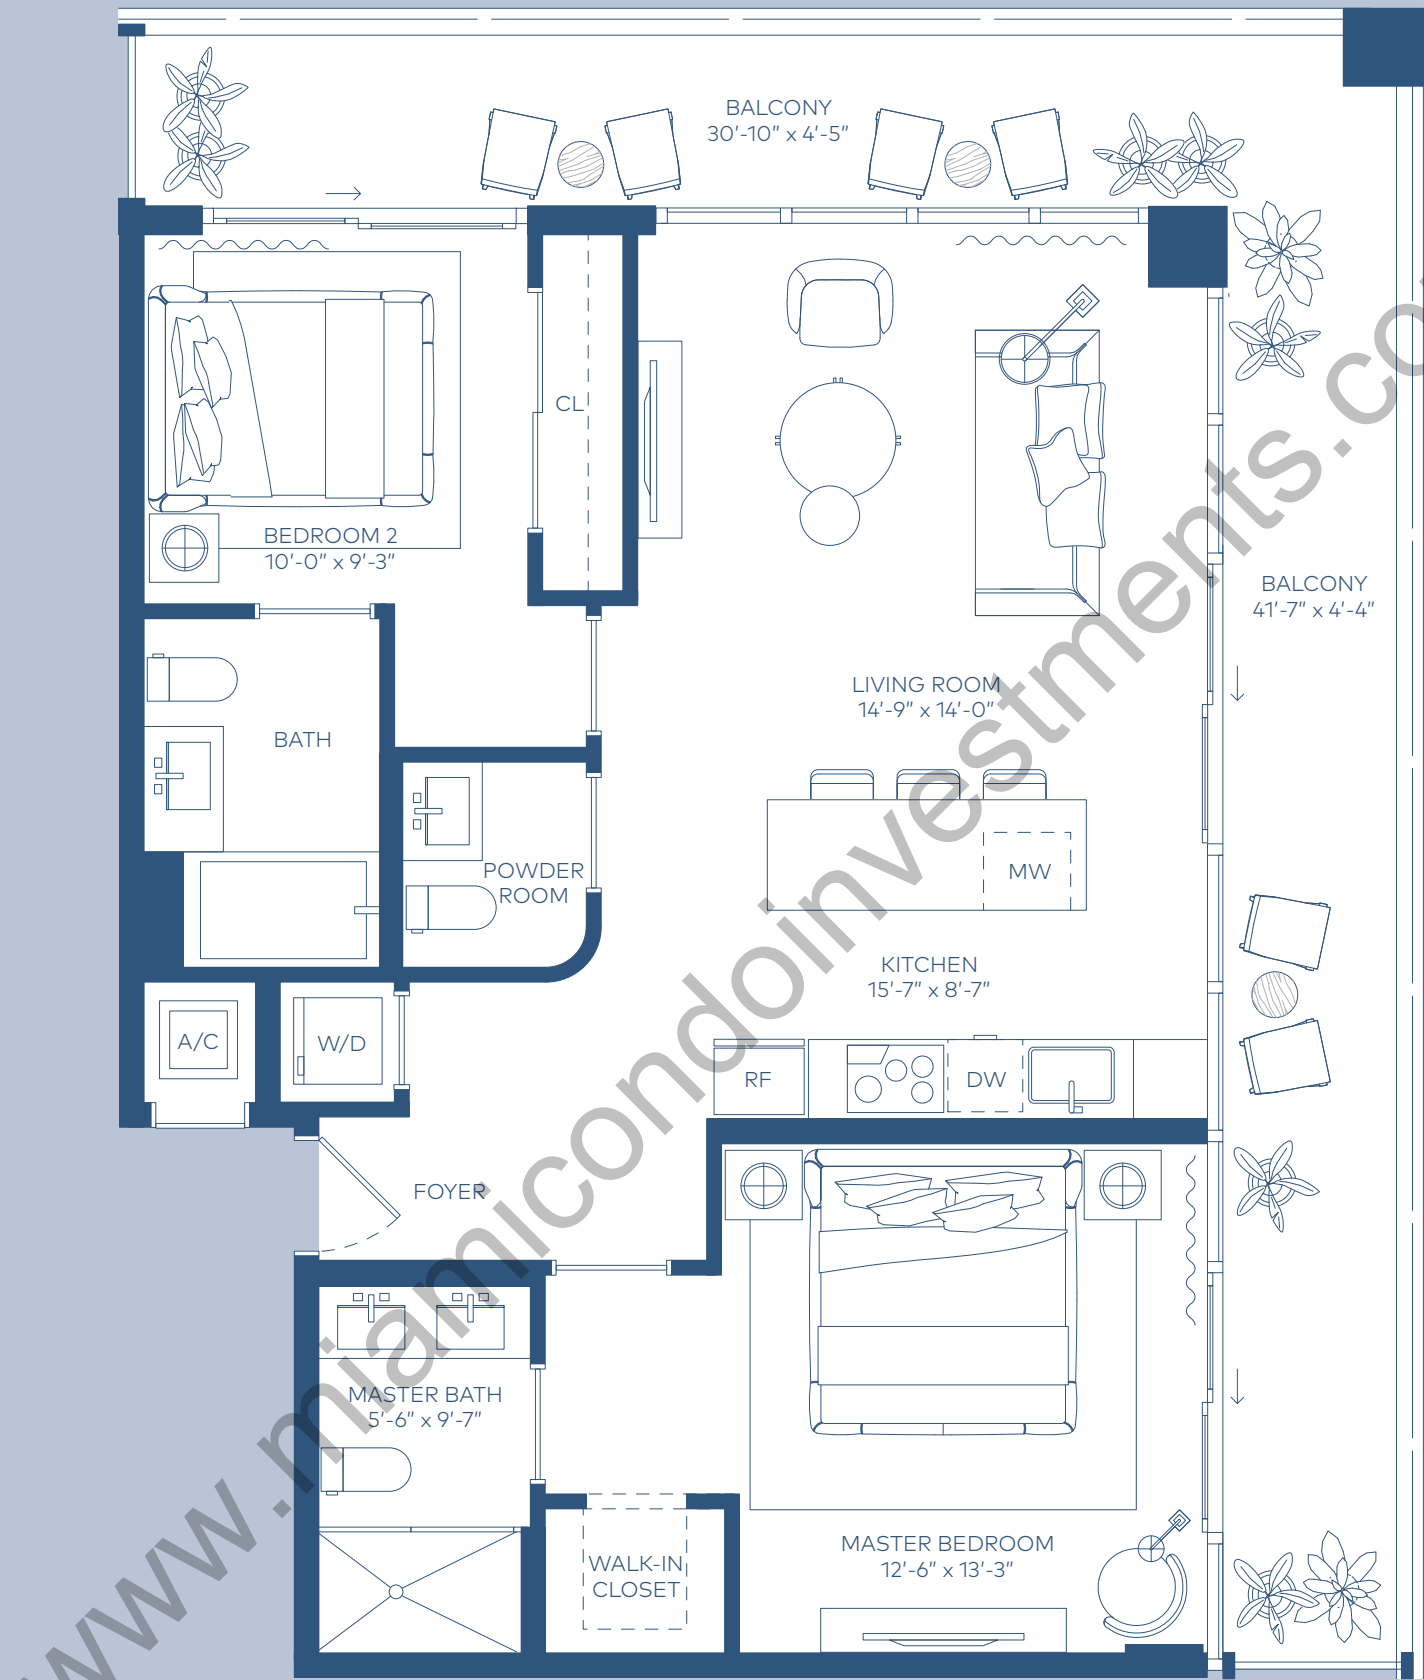 BALCONY
30'-10" x 4'-5"
CL
BEDROOM 2
10'-0" x 9'-3"
BALCONY
41'-7" x 4'-4"
LIVING ROOM
14'-9" x 14'-0"
BATH
POWDER
ROOM
MW
KITCHEN
15'-7" x 8'-7"
A/C
W/D
RF
DW
FOYER
MASTER BATH
5'-6" x 9'-7"
MASTER BEDROOM
12'-6" x 13'-3"
WALK-IN
CLOSET
www.miamicondoinvestments.co